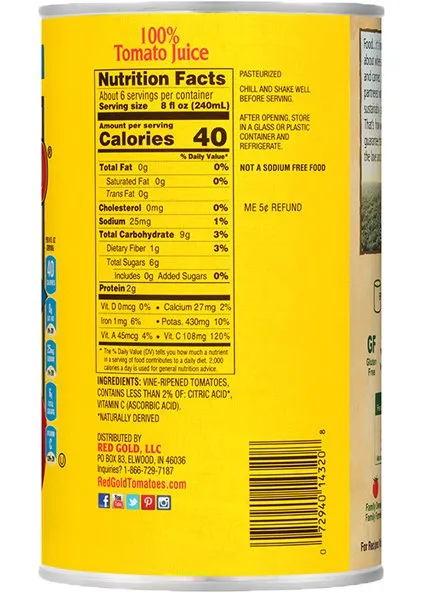 100%
Tomato Juice
Nutrition Facts
About 6 servings per container
Serving size 8 fl oz (240mL)
Amount per serving
Calories 40
% Daily Value*
Total Fat 0g 0%
Saturated Fat 0g 0%
Trans Fat 0g
Cholesterol 0mg 0%
Sodium 25mg 1%
Total Carbohydrate 9g 3%
Dietary Fiber 1g 3%
Total Sugars 6g
Includes 0g Added Sugars 0%
Protein 2g
Vit. D 0mcg 0% • Calcium 27mg 2%
Iron 1mg 6% • Potas. 430mg 10%
Vit. A 45mcg 4% • Vit. C 108mg 120%
* The % Daily Value (DV) tells you how much a nutrient
in a serving of food contributes to a daily diet. 2,000
calories a day is used for general nutrition advice.
INGREDIENTS: VINE-RIPENED TOMATOES,
CONTAINS LESS THAN 2% OF: CITRIC ACID*,
VITAMIN C (ASCORBIC ACID).
*NATURALLY DERIVED
DISTRIBUTED BY
RED GOLD, LLC
PO BOX 83, ELWOOD, IN 46036
Inquiries? 1-866-729-7187
RedGoldTomatoes.com
PASTEURIZED
CHILL AND SHAKE WELL
BEFORE SERVING.
AFTER OPENING, STORE
IN A GLASS OR PLASTIC
CONTAINER AND
REFRIGERATE.
NOT A SODIUM FREE FOOD
ME 5¢ REFUND
0 72940 14320 8
40
GF
Gluten
Free